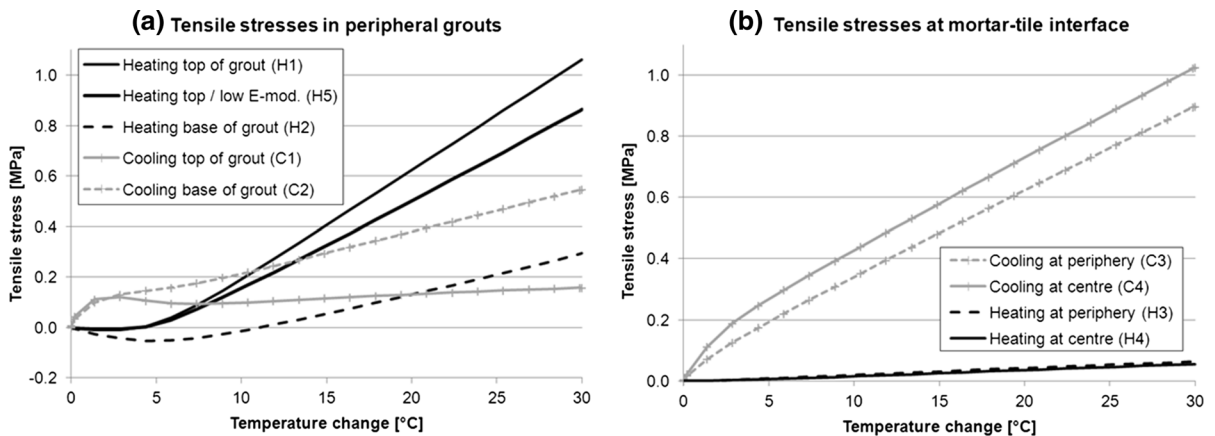 (a) Tensile stresses in peripheral grouts
Tensile stress [MPa]
1.0
0.8
0.6
0.4
0.2
0.0
-0.2
Heating top of grout (H1)
Heating top / low E-mod. (H5)
Heating base of grout (H2)
Cooling top of grout (C1)
Cooling base of grout (C2)
0 5 10 15 20 25 30
Temperature change [°C]
(b) Tensile stresses at mortar-tile interface
Tensile stress [MPa]
1.0
0.8
0.6
0.4
0.2
0.0
Cooling at periphery (C3)
Cooling at centre (C4)
Heating at periphery (H3)
Heating at centre (H4)
0 5 10 15 20 25 30
Temperature change [°C]